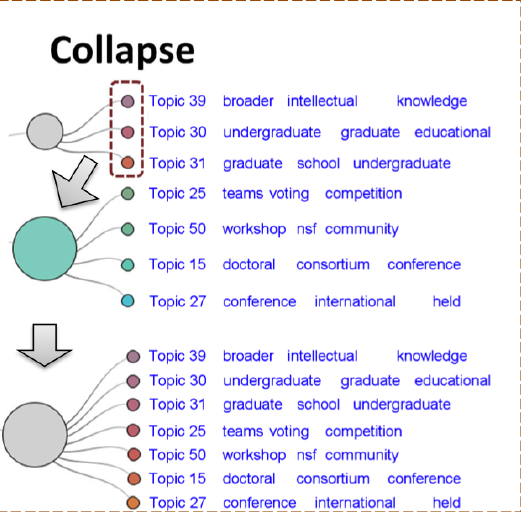 Collapse
Topic 39 broader intellectual knowledge
Topic 30 undergraduate graduate educational
Topic 31 graduate school undergraduate
Topic 25 teams voting competition
Topic 50 workshop nsf community
Topic 15 doctoral consortium conference
Topic 27 conference international held
Topic 39 broader intellectual knowledge
Topic 30 undergraduate graduate educational
Topic 31 graduate school undergraduate
Topic 25 teams voting competition
Topic 50 workshop nsf community
Topic 15 doctoral consortium conference
Topic 27 conference international held